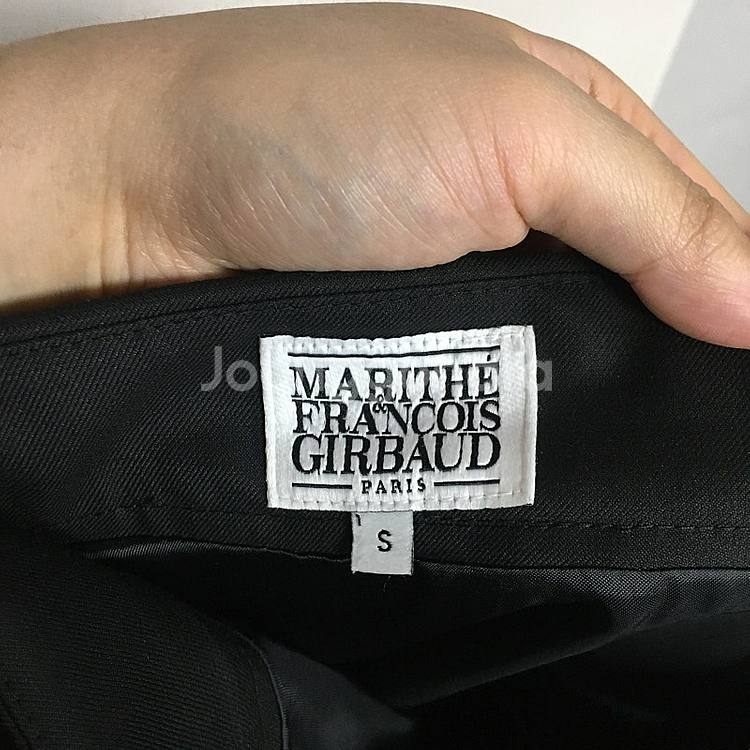 MARITHÉ
&
FRANCOIS
GIRBAUD
PARIS
S